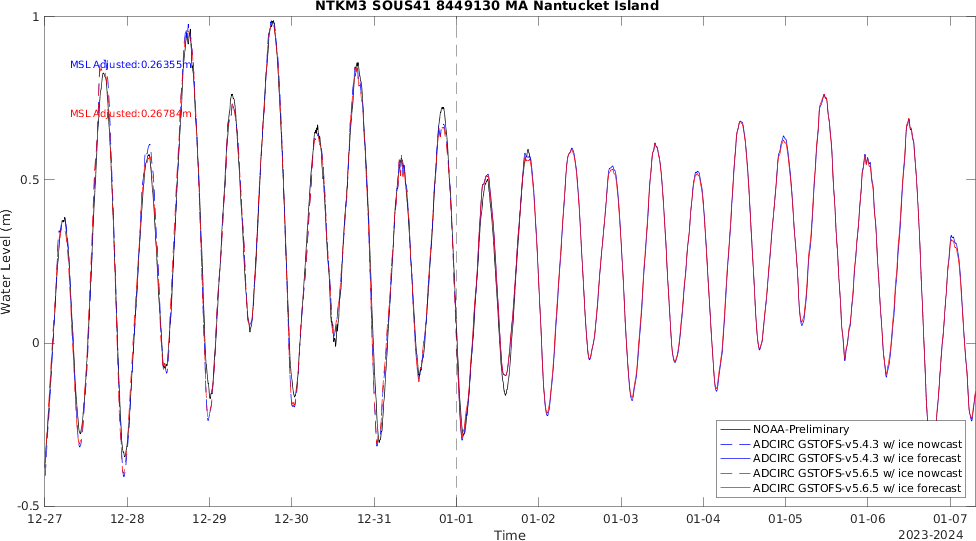 NTKM3 SOUS41 8449130 MA Nantucket Island
1
MSL Adjusted:0.26355m
MSL Adjusted:0.26784m
0.5
Water Level (m)
0
NOAA-Preliminary
ADCIRC GSTOFS-v5.4.3 w/ ice nowcast
ADCIRC GSTOFS-v5.4.3 w/ ice forecast
ADCIRC GSTOFS-v5.6.5 w/ ice nowcast
ADCIRC GSTOFS-v5.6.5 w/ ice forecast
-0.5
12-27 12-28 12-29 12-30 12-31 01-01 01-02 01-03 01-04 01-05 01-06 01-07
Time
2023-2024